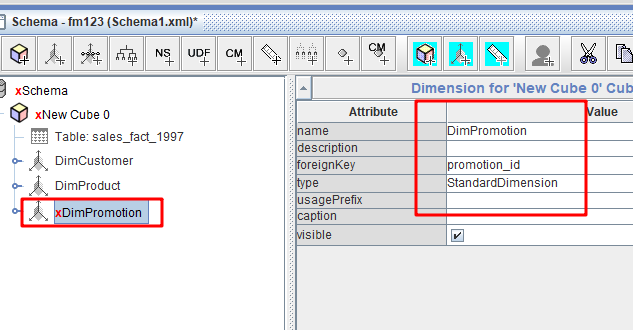 Schema - fm123 (Schema1.xml)*
NS UDF CM CM
xSchema
xNew Cube 0
Table: sales_fact_1997
DimCustomer
DimProduct
xDimPromotion
Dimension for 'New Cube 0' Cub
Attribute Value
name DimPromotion
description
foreignKey promotion_id
type StandardDimension
usagePrefix
caption
visible